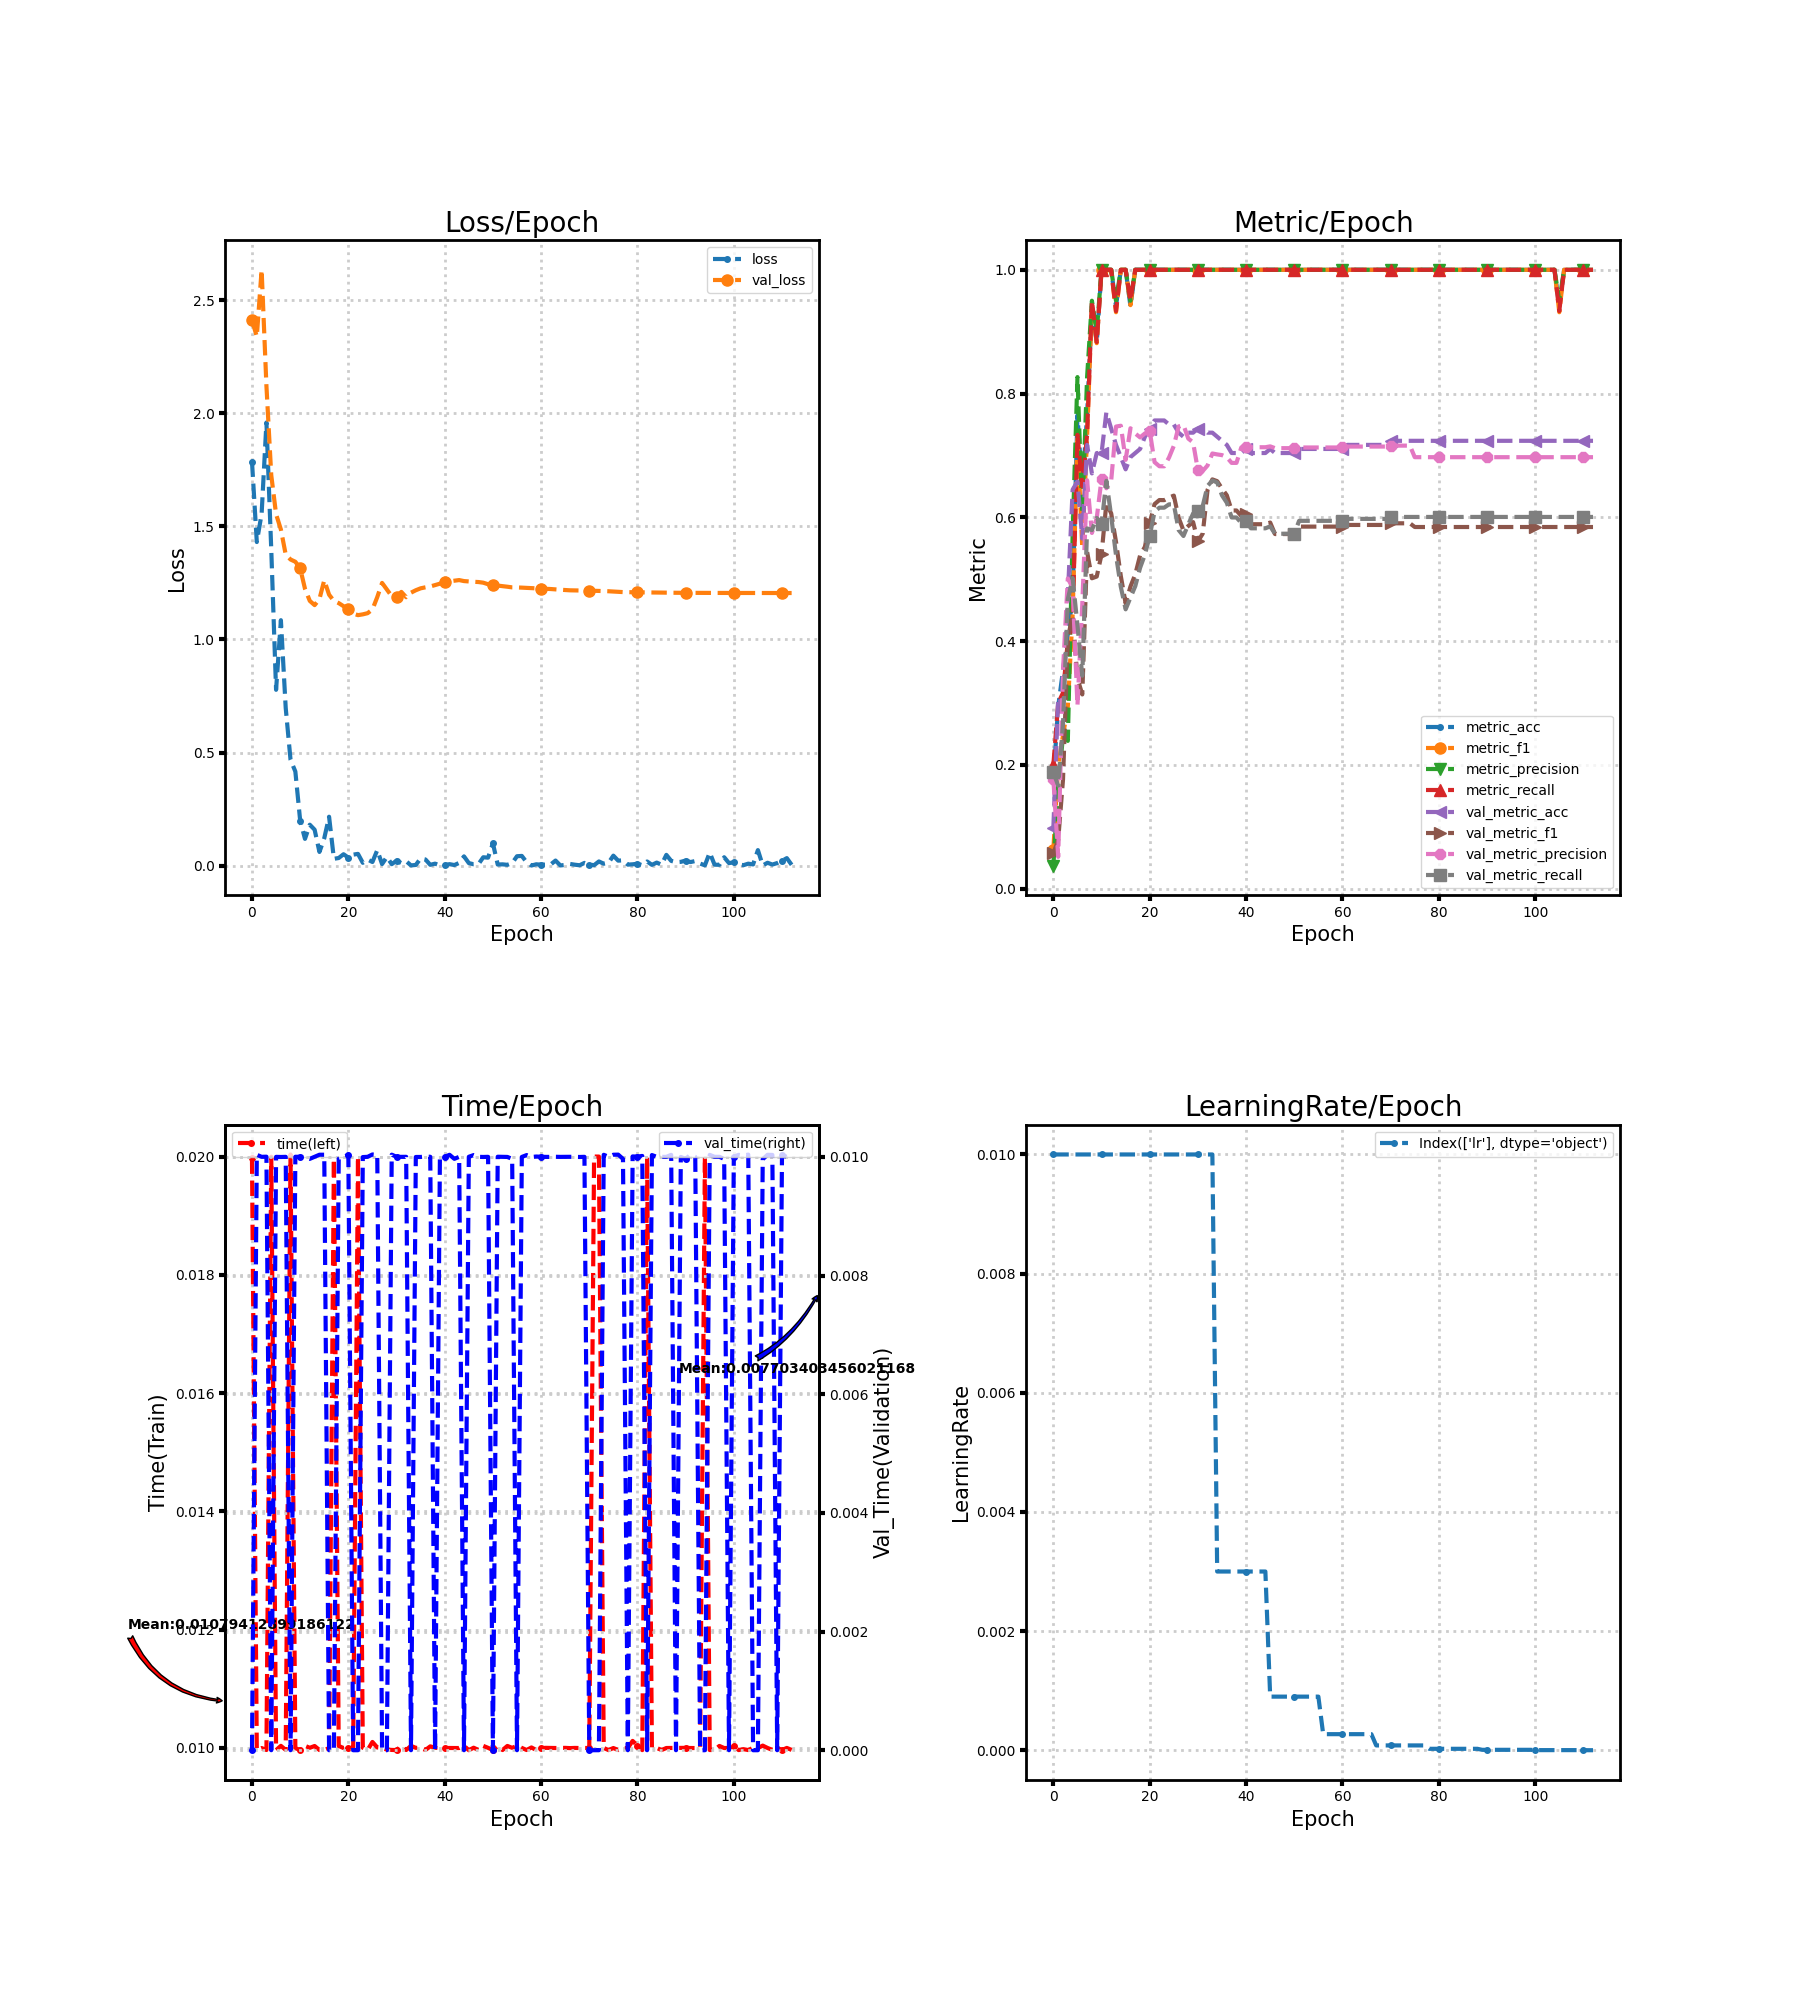 Loss/Epoch
loss
val_loss
2.5
2.0
1.5
1.0
0.5
0.0
Loss
0 20 40 60 80 100
Epoch
Metric/Epoch
1.0
0.8
0.6
0.4
0.2
0.0
Metric
metric_acc
metric_f1
metric_precision
metric_recall
val_metric_acc
val_metric_f1
val_metric_precision
val_metric_recall
0 20 40 60 80 100
Epoch
Time/Epoch
time(left)
val_time(right)
0.020
0.018
0.016
0.014
0.012
0.010
Time(Train)
0.010
0.008
0.006
0.004
0.002
0.000
Val_Time(Validation)
Mean:0.007703403456021168
0 20 40 60 80 100
Epoch
LearningRate/Epoch
Index(['lr'], dtype='object')
0.010
0.008
0.006
0.004
0.002
0.000
LearningRate
0 20 40 60 80 100
Epoch